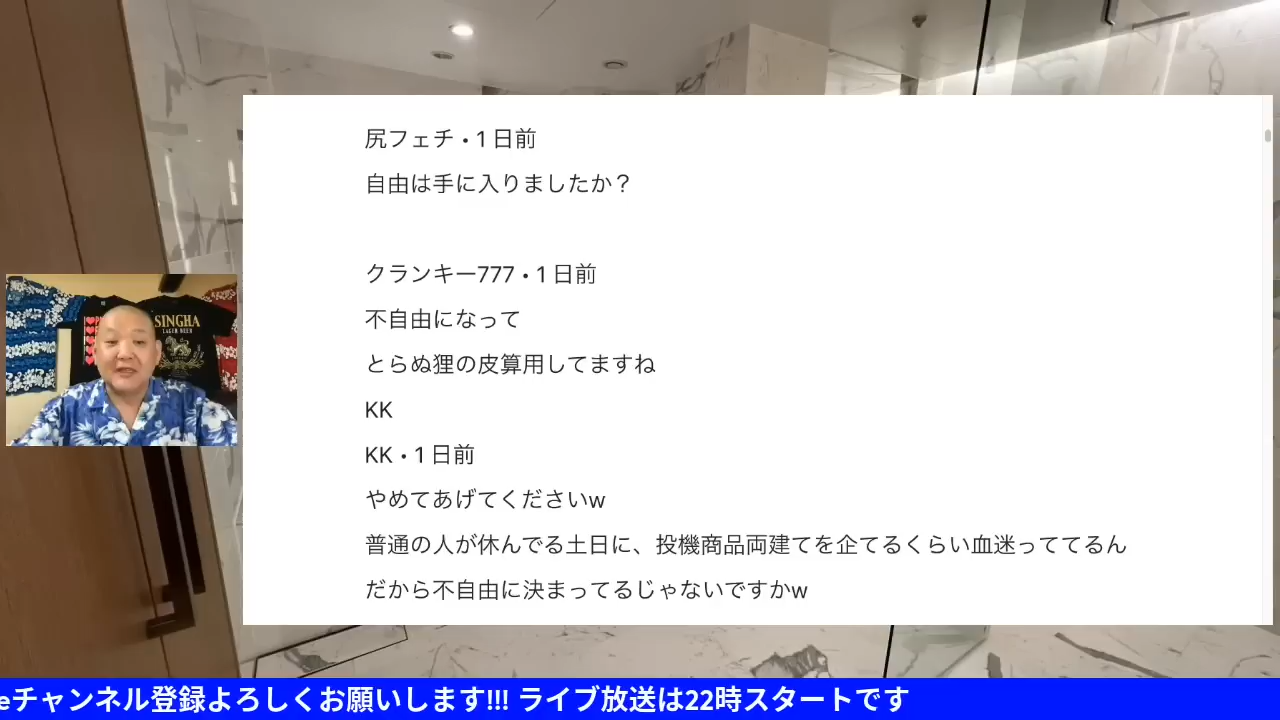 尻フェチ • 1 日前
自由は手に入りましたか？
クランキー777 • 1 日前
不自由になって
とらぬ狸の皮算用してますね
KK
KK • 1 日前
やめてあげてくださいw
普通の人が休んでる土日に、投機商品両建てを企てるくらい血迷っててるん
だから不自由に決まってるじゃないですかw
SINGHA
LAGER BEER
eチャンネル登録よろしくお願いします!!! ライブ放送は22時スタートです